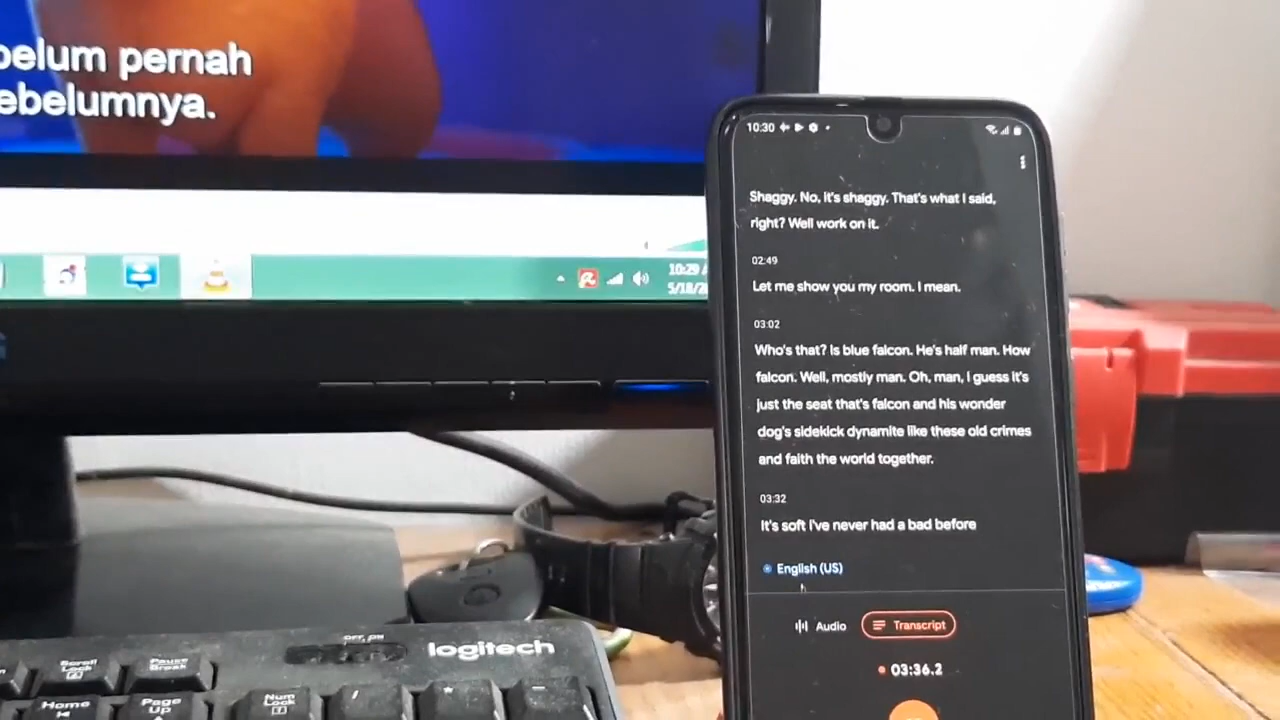 belum pernah
ebelumnya.
10:29
5/18/2
OFF ON
logitech
Scroll
Lock
Pause
Break
Home
Page
Up
Num
Lock
/
*
-
10:30
Shaggy. No, it's shaggy. That's what I said,
right? Well work on it.
02:49
Let me show you my room. I mean.
03:02
Who's that? Is blue falcon. He's half man. How
falcon. Well, mostly man. Oh, man, I guess it's
just the seat that's falcon and his wonder
dog's sidekick dynamite like these old crimes
and faith the world together.
03:32
It's soft i've never had a bad before
English (US)
Audio
Transcript
03:36.2